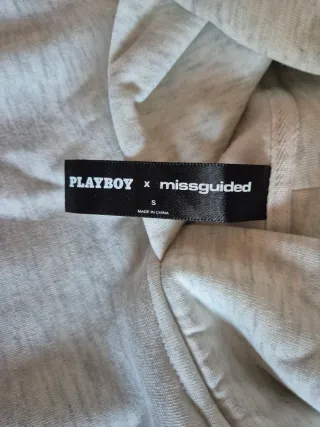 PLAYBOY x missguided
S
MADE IN CHINA